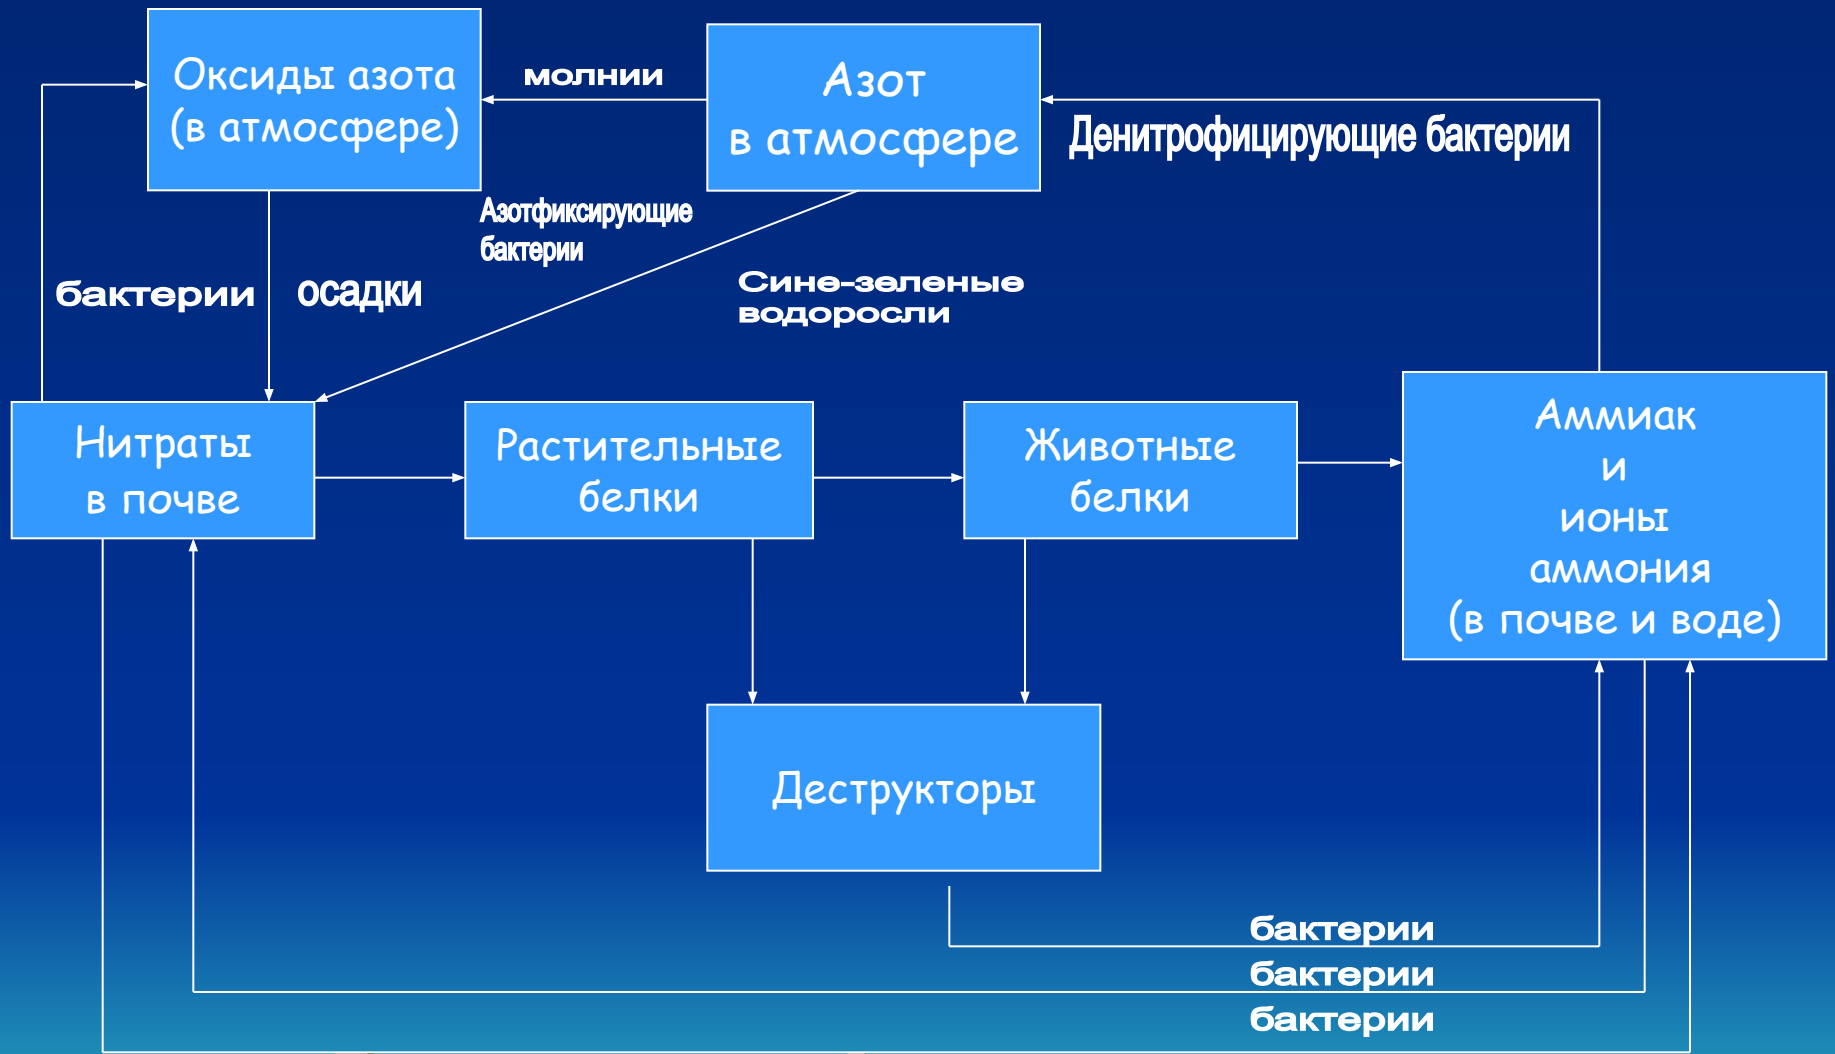 Оксиды азота
(в атмосфере)
молнии
Азот
в атмосфере
Денитрофицирующие бактерии
Азотфиксирующие
бактерии
Сине-зеленые
водоросли
бактерии
осадки
Нитраты
в почве
Растительные
белки
Животные
белки
Аммиак
и
ионы
аммония
(в почве и воде)
Деструкторы
бактерии
бактерии
бактерии